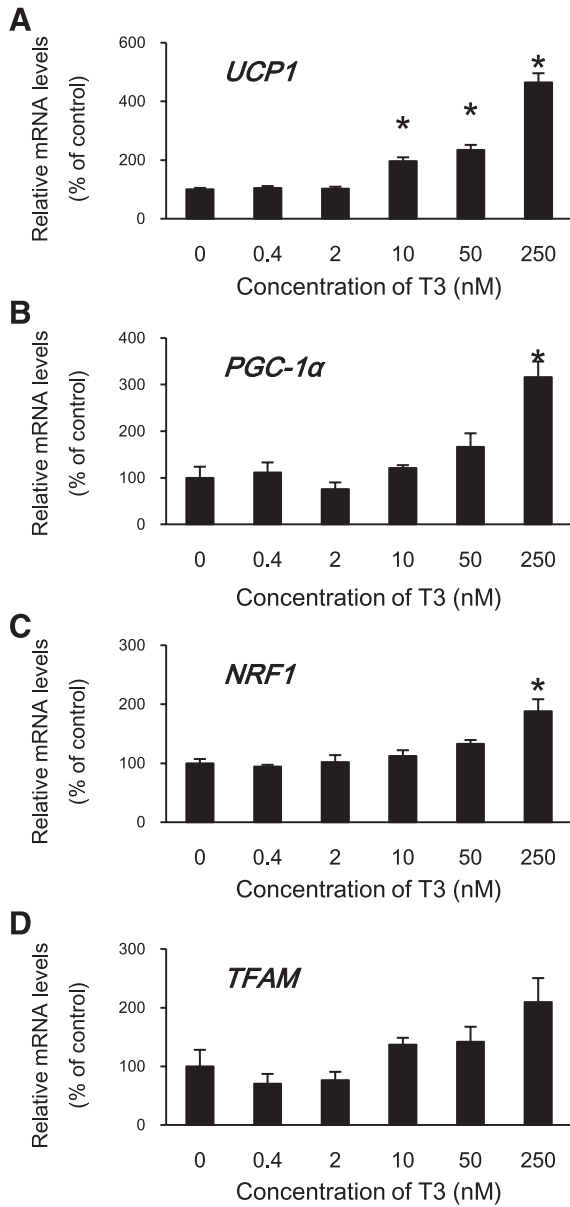 A
Relative mRNA levels
(% of control)
600
400
200
0
UCP1
*
*
*
0 0.4 2 10 50 250
Concentration of T3 (nM)
B
Relative mRNA levels
(% of control)
400
300
200
100
0
PGC-1α
*
0 0.4 2 10 50 250
Concentration of T3 (nM)
C
Relative mRNA levels
(% of control)
300
200
100
0
NRF1
*
0 0.4 2 10 50 250
Concentration of T3 (nM)
D
Relative mRNA levels
(% of control)
300
200
100
0
TFAM
0 0.4 2 10 50 250
Concentration of T3 (nM)